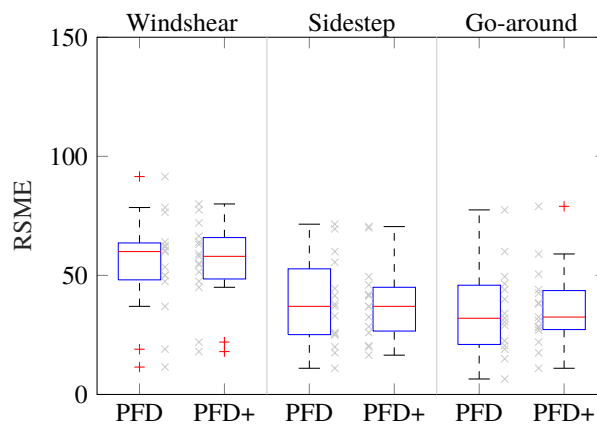 Windshear Sidestep Go-around
150
100
50
0
RSME
PFD PFD+ PFD PFD+ PFD PFD+